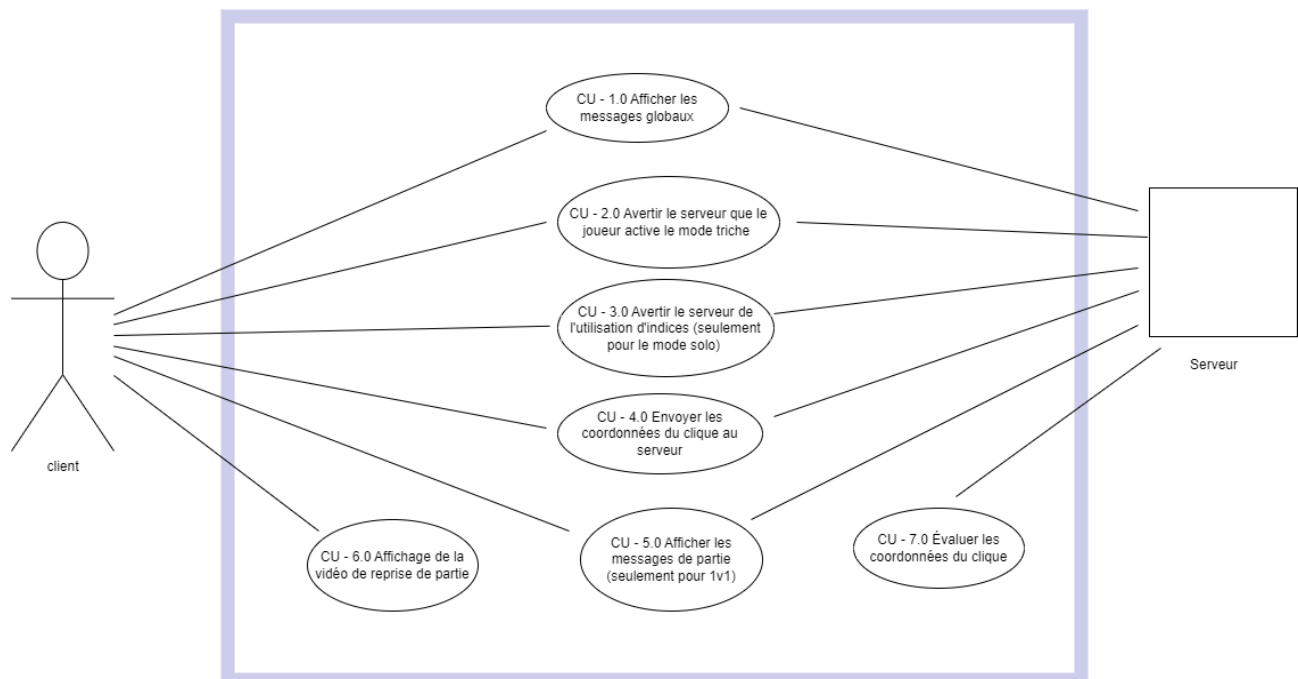 CU - 1.0 Afficher les
messages globaux
CU - 2.0 Avertir le serveur que le
joueur active le mode triche
CU - 3.0 Avertir le serveur de
l'utilisation d'indices (seulement
pour le mode solo)
Serveur
CU - 4.0 Envoyer les
coordonnées du clique au
serveur
client
CU - 6.0 Affichage de la
vidéo de reprise de partie
CU - 5.0 Afficher les
messages de partie
(seulement pour 1v1)
CU - 7.0 Évaluer les
coordonnées du clique